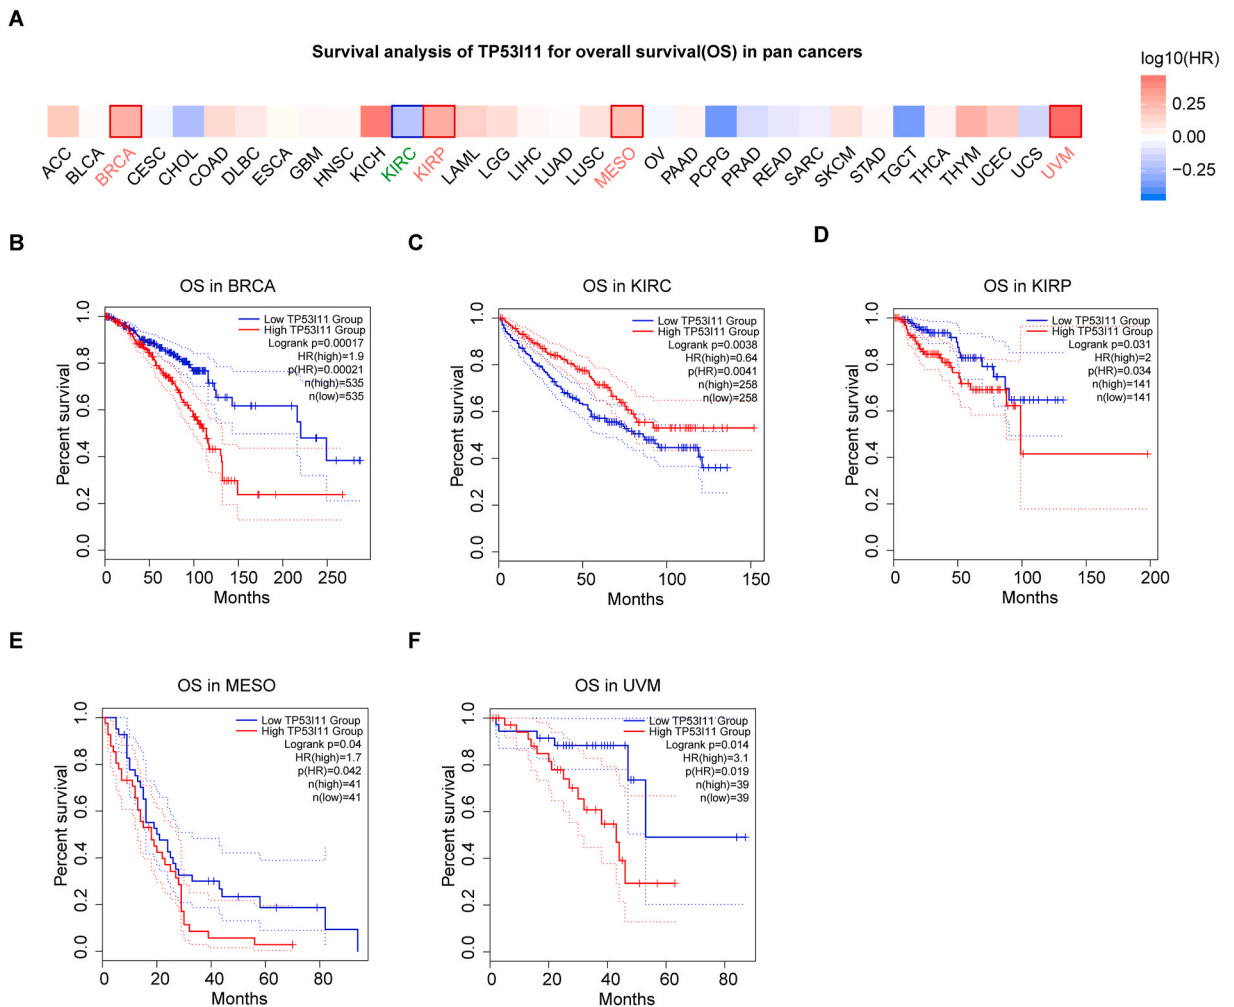 A
Survival analysis of TP53I11 for overall survival(OS) in pan cancers
log10(HR)
0.25
0.00
−0.25
ACC BLCA BRCA CESC CHOL COAD DLBC ESCA GBM HNSC KICH KIRC KIRP LAML LGG LIHC LUAD LUSC MESO OV PAAD PCPG PRAD READ SARC SKCM STAD TGCT THCA THYM UCEC UCS UVM
B
OS in BRCA
Low TP53I11 Group
High TP53I11 Group
Logrank p=0.00017
HR(high)=1.9
p(HR)=0.00021
n(high)=535
n(low)=535
Percent survival
1.0
0.8
0.6
0.4
0.2
0.0
0 50 100 150 200 250
Months
C
OS in KIRC
Low TP53I11 Group
High TP53I11 Group
Logrank p=0.0038
HR(high)=0.64
p(HR)=0.0041
n(high)=258
n(low)=258
Percent survival
1.0
0.8
0.6
0.4
0.2
0.0
0 50 100 150
Months
D
OS in KIRP
Low TP53I11 Group
High TP53I11 Group
Logrank p=0.031
HR(high)=2
p(HR)=0.034
n(high)=141
n(low)=141
Percent survival
1.0
0.8
0.6
0.4
0.2
0.0
0 50 100 150 200
Months
E
OS in MESO
Low TP53I11 Group
High TP53I11 Group
Logrank p=0.04
HR(high)=1.7
p(HR)=0.042
n(high)=41
n(low)=41
Percent survival
1.0
0.8
0.6
0.4
0.2
0.0
0 20 40 60 80
Months
F
OS in UVM
Low TP53I11 Group
High TP53I11 Group
Logrank p=0.014
HR(high)=3.1
p(HR)=0.019
n(high)=39
n(low)=39
Percent survival
1.0
0.8
0.6
0.4
0.2
0.0
0 20 40 60 80
Months